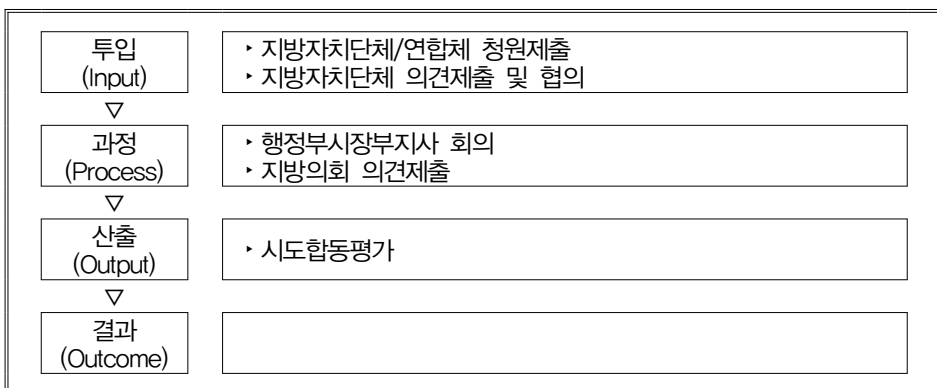 투입
(Input)
‣지방자치단체/연합체 청원제출
‣지방자치단체 의견제출 및 협의
▽
과정
(Process)
‣행정부시장부지사 회의
‣지방의회 의견제출
▽
산출
(Output)
‣시도합동평가
▽
결과
(Outcome)